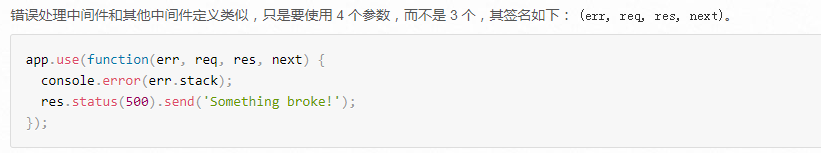 错误处理中间件和其他中间件定义类似，只是要使用 4 个参数，而不是 3 个，其签名如下： (err, req, res, next)。
app.use(function(err, req, res, next) {
  console.error(err.stack);
  res.status(500).send('Something broke!');
});